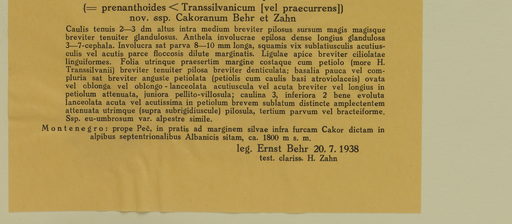 (= prenanthoides < Transsilvanicum [vel praecurrens])
nov. ssp. Cakoranum Behr et Zahn
Caulis tenuis 2—3 dm altus intra medium breviter pilosus sursum magis magisque
breviter tenuiter glandulosus. Anthela involucrae epilosa dense longius glandulosa
3—7-cephala. Involucra sat parva 8—10 mm longa, squamis vix sublatiusculis acutius-
culis vel acutis parce floccosis dilute marginatis. Ligulae apice breviter ciliolatae
linguiformes. Folia utrinque praesertim margine costaque cum petiolo (more H.
Transsilvanii) breviter tenuiter pilosa breviter denticulata; basalia pauca vel com-
pluria sat breviter anguste petiolata (petiolis cum caulis basi atroviolaceis) ovata
vel oblonga vel oblongo-lanceolata acutiuscula vel acuta breviter vel longius in
petiolum attenuata, juniora pellito-villosula; caulina 3, inferiora 2 bene evoluta
lanceolata acuta vel acutissima in petiolum brevem sublatum distincte amplectentem
attenuata utrimque (supra subrigidiuscule) pilosula, tertium parvum vel bracteiforme.
Ssp. eu-umbrosum var. alpestre simile.
Montenegro: prope Peč, in pratis ad marginem silvae infra furcam Cakor dictam in
alpibus septentrionalibus Albanicis sitam, ca. 1800 m s. m.
leg. Ernst Behr 20. 7. 1938
test. clariss. H. Zahn